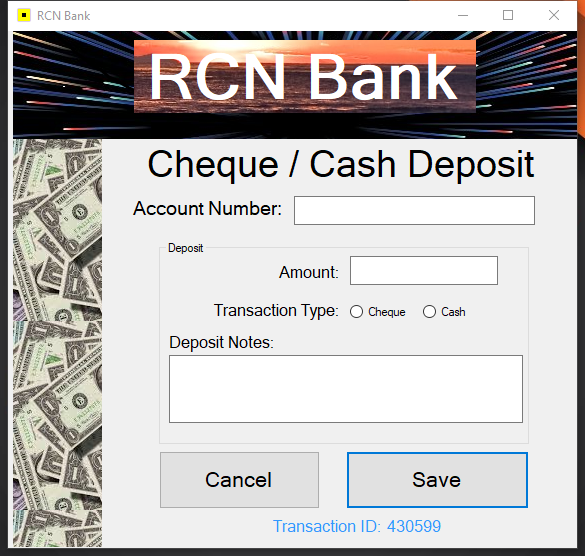 RCN Bank
RCN Bank
Cheque / Cash Deposit
Account Number:
Deposit
Amount:
Transaction Type: Cheque Cash
Deposit Notes:
Cancel Save
Transaction ID: 430599